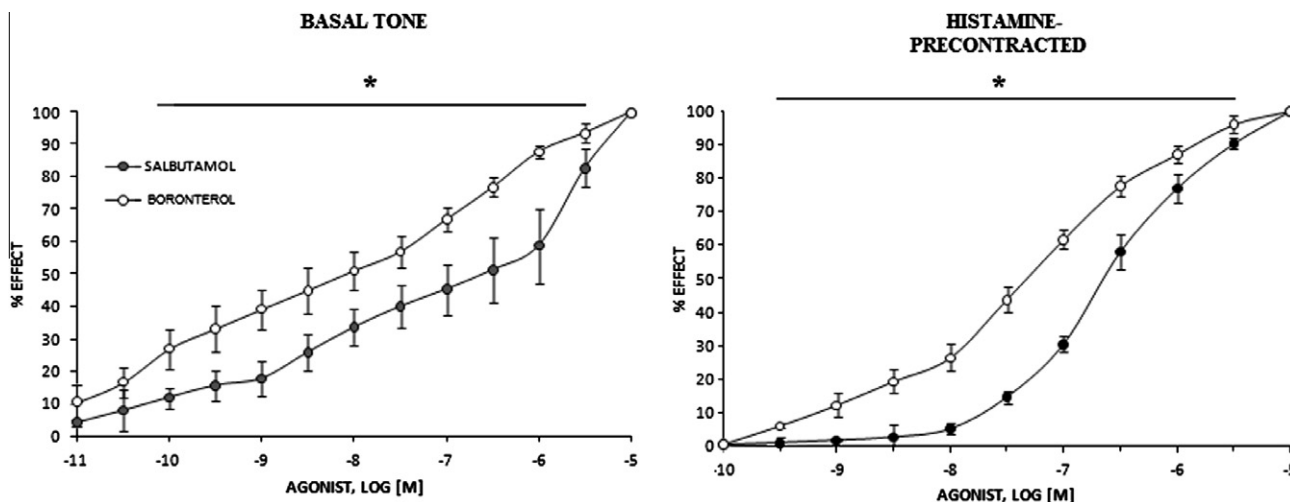 BASAL TONE
*
100
90
80
70
60
50
40
30
20
10
0
% EFFECT
SALBUTAMOL
BORONTEROL
-11 -10 -9 -8 -7 -6 -5
AGONIST, LOG [M]
HISTAMINE-
PRECONTRACTED
*
100
90
80
70
60
50
40
30
20
10
0
% EFFECT
-10 -9 -8 -7 -6 -5
AGONIST, LOG [M]